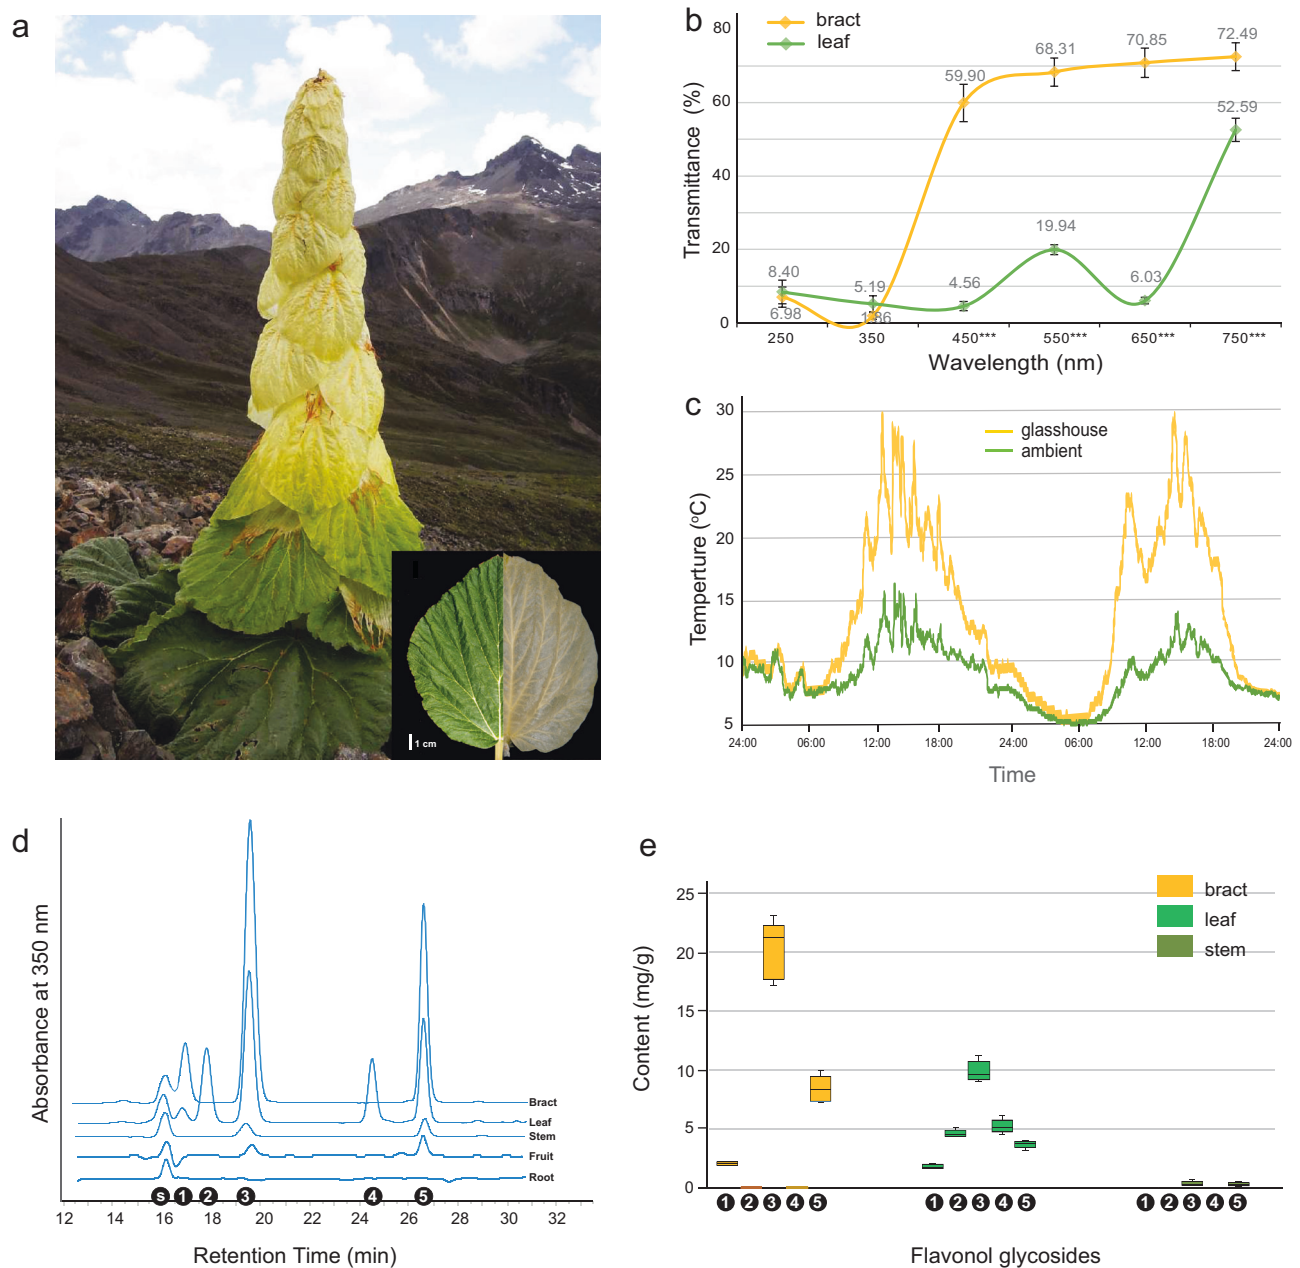 a
1 cm
b
bract
leaf
80
60
40
20
0
Transmittance (%)
8.40
6.98
5.19
1.86
59.90
4.56
68.31
19.94
70.85
6.03
72.49
52.59
250
350
450***
550***
650***
750***
Wavelength (nm)
c
glasshouse
ambient
30
25
20
15
10
5
Temperture (°C)
24:00
06:00
12:00
18:00
24:00
06:00
12:00
18:00
24:00
Time
d
Absorbance at 350 nm
Bract
Leaf
Stem
Fruit
Root
s 1 2 3 4 5
12 14 16 18 20 22 24 26 28 30 32
Retention Time (min)
e
bract
leaf
stem
25
20
15
10
5
0
Content (mg/g)
1 2 3 4 5 1 2 3 4 5 1 2 3 4 5
Flavonol glycosides